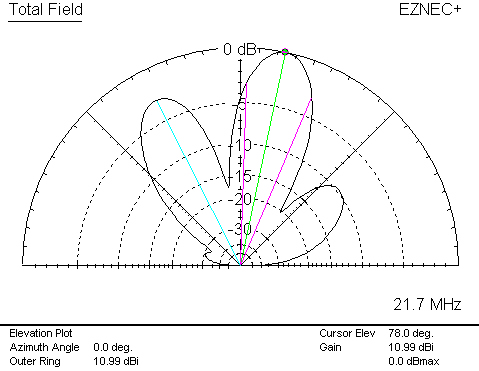 Total Field
EZNEC+
0 dB
-5
-10
-15
-20
-30
21.7 MHz
Elevation Plot
Cursor Elev 78.0 deg.
Azimuth Angle 0.0 deg.
Gain 10.99 dBi
Outer Ring 10.99 dBi
0.0 dBmax